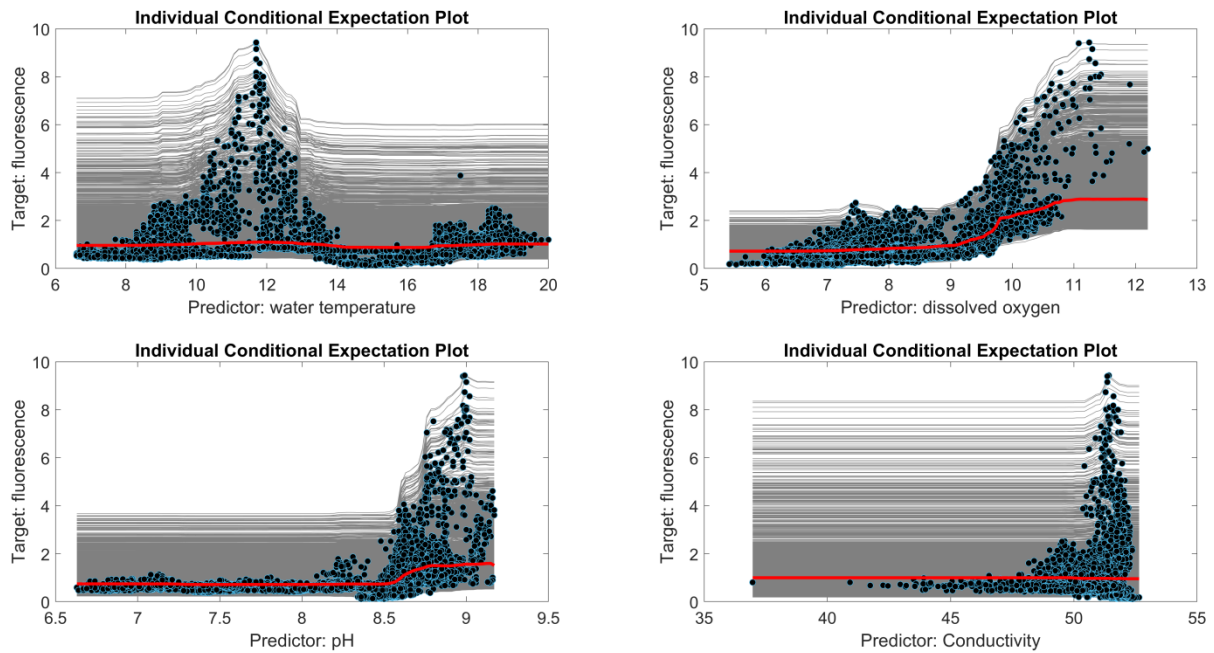 Individual Conditional Expectation Plot
10
8
6
4
2
0
Target: fluorescence
6 8 10 12 14 16 18 20
Predictor: water temperature
Individual Conditional Expectation Plot
10
8
6
4
2
0
Target: fluorescence
5 6 7 8 9 10 11 12 13
Predictor: dissolved oxygen
Individual Conditional Expectation Plot
10
8
6
4
2
0
Target: fluorescence
6.5 7 7.5 8 8.5 9 9.5
Predictor: pH
Individual Conditional Expectation Plot
10
8
6
4
2
0
Target: fluorescence
35 40 45 50 55
Predictor: Conductivity